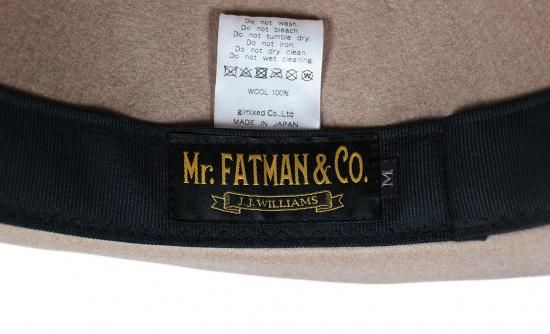 Do not wash.
Do not bleach.
Do not tumble dry.
Do not iron.
Do not dry clean.
Do not wet cleaning.
WOOL 100%
gimixed Co.,Ltd
MADE IN JAPAN
Mr. FATMAN & CO.
M
J.J.WILLIAMS